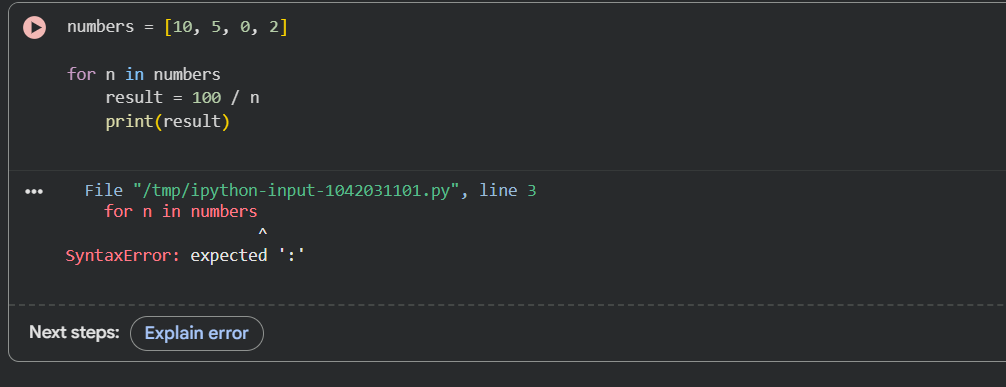 numbers = [10, 5, 0, 2]
for n in numbers
    result = 100 / n
    print(result)
File "/tmp/ipython-input-1042031101.py", line 3
    for n in numbers
                    ^
SyntaxError: expected ':'
Next steps: Explain error